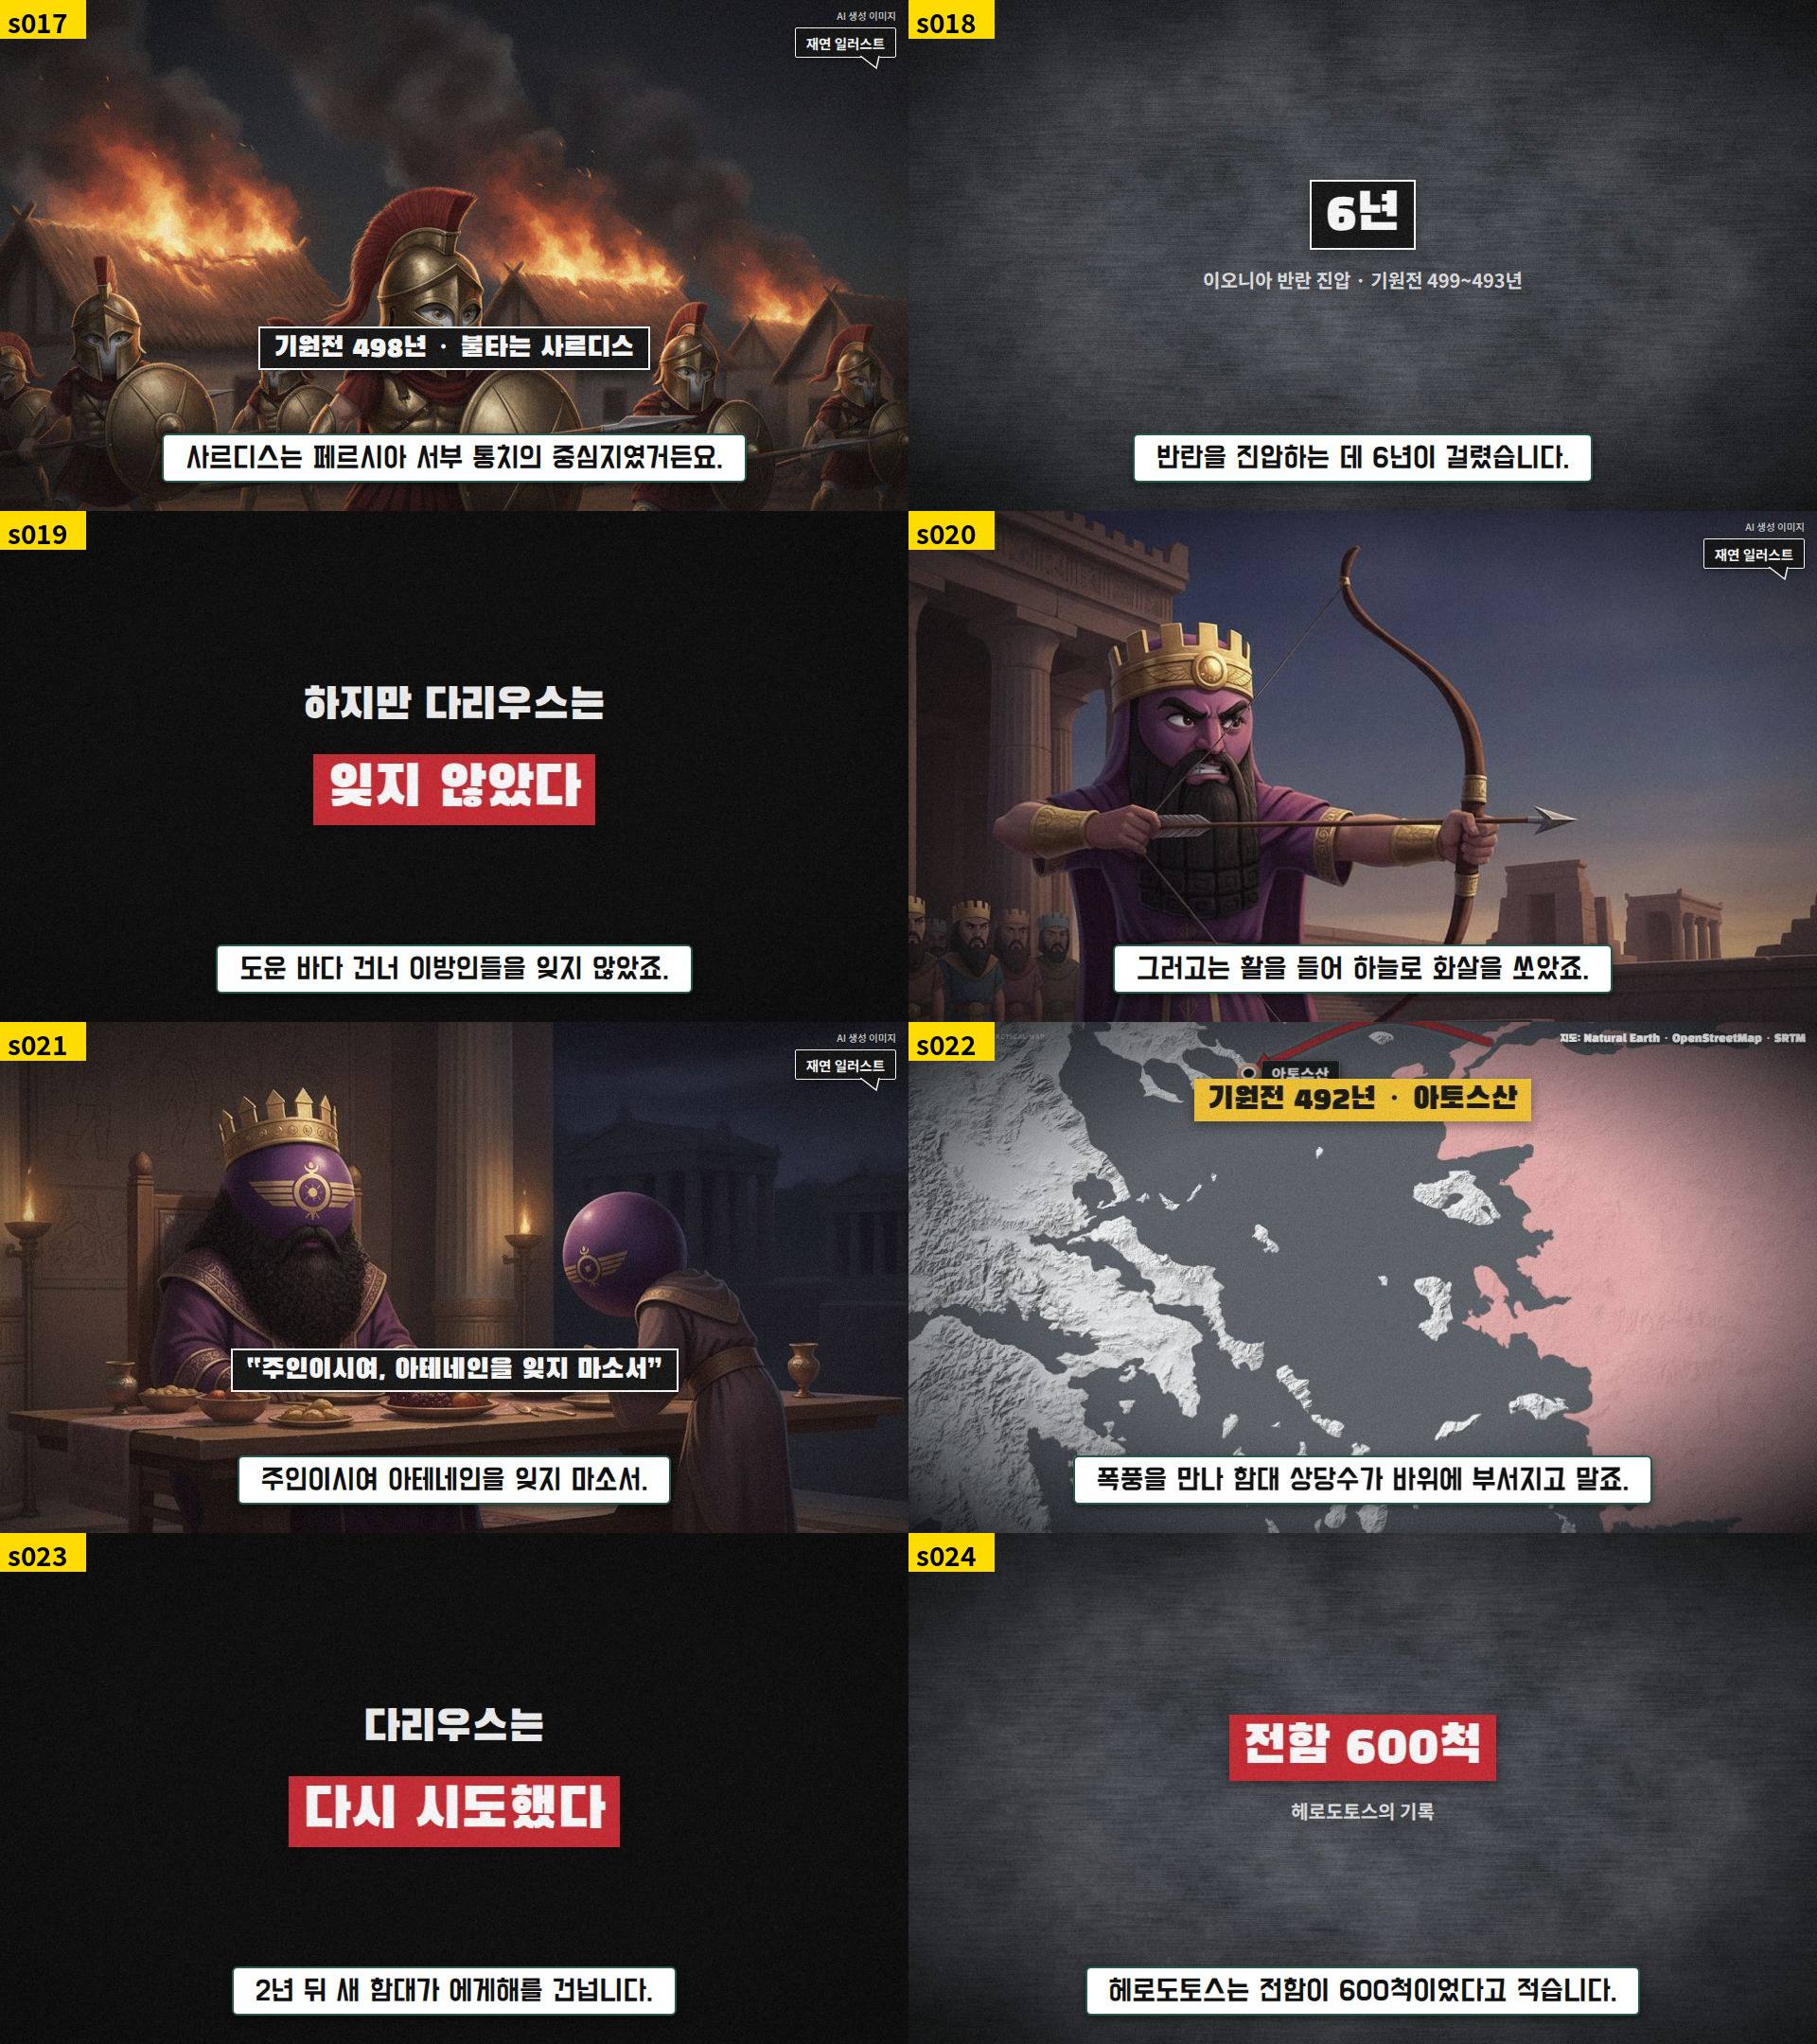 s017
AI 생성 이미지
재연 일러스트
기원전 498년 · 불타는 사르디스
사르디스는 페르시아 서부 통치의 중심지였거든요.
s018
6년
이오니아 반란 진압 · 기원전 499~493년
반란을 진압하는 데 6년이 걸렸습니다.
s019
하지만 다리우스는
잊지 않았다
도운 바다 건너 이방인들을 잊지 않았죠.
s020
AI 생성 이미지
재연 일러스트
그러고는 활을 들어 하늘로 화살을 쏘았죠.
s021
AI 생성 이미지
재연 일러스트
"주인이시여, 아테네인을 잊지 마소서"
주인이시여 아테네인을 잊지 마소서.
s022
지도: Natural Earth · OpenStreetMap · SRTM
아토스산
기원전 492년 · 아토스산
폭풍을 만나 함대 상당수가 바위에 부서지고 말죠.
s023
다리우스는
다시 시도했다
2년 뒤 새 함대가 에게해를 건넙니다.
s024
전함 600척
헤로도토스의 기록
헤로도토스는 전함이 600척이었다고 적습니다.